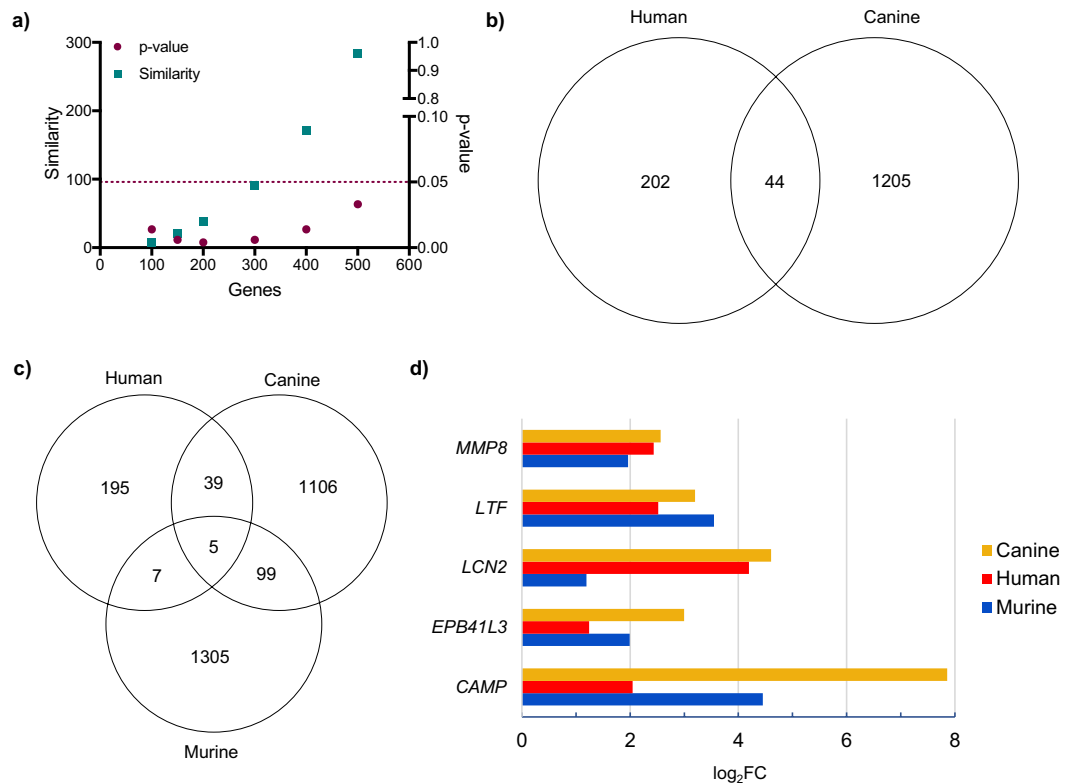 a)
p-value
Similarity
300
200
100
0
Similarity
1.0
0.9
0.8
0.10
0.05
0.00
p-value
0 100 200 300 400 500 600
Genes
b)
Human Canine
202 44 1205
c)
Human Canine
195 39 1106
5
7 99
1305
Murine
d)
MMP8
LTF
LCN2
EPB41L3
CAMP
0 2 4 6 8
log2FC
Canine
Human
Murine